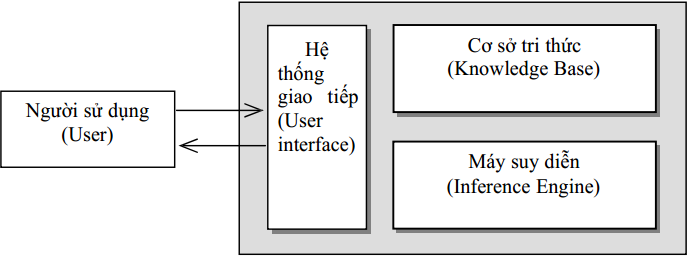 Người sử dụng
(User)
Hệ
thống
giao tiếp
(User
interface)
Cơ sở tri thức
(Knowledge Base)
Máy suy diễn
(Inference Engine)